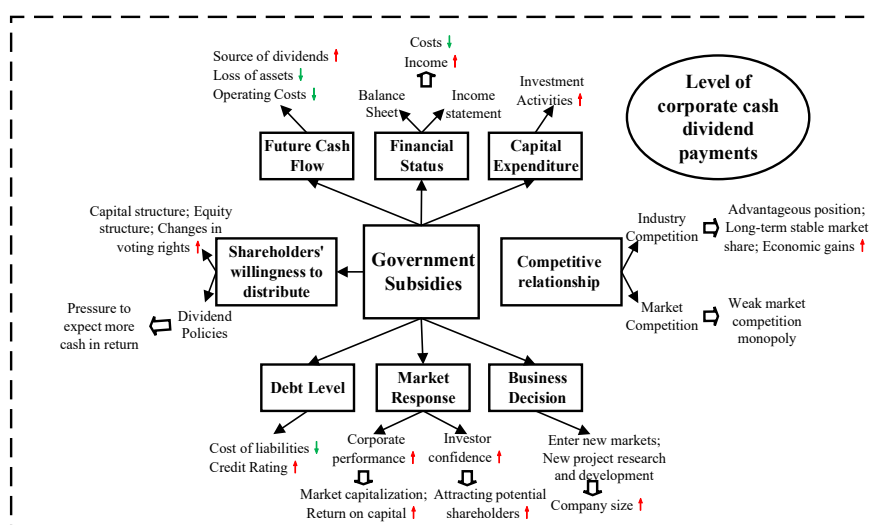 Source of dividends
Loss of assets
Operating Costs
Costs
Income
Balance
Sheet
Income
statement
Investment
Activities
Level of
corporate cash
dividend
payments
Future Cash
Flow
Financial
Status
Capital
Expenditure
Capital structure; Equity
structure; Changes in
voting rights
Shareholders'
willingness to
distribute
Government
Subsidies
Competitive
relationship
Industry
Competition
Advantageous position;
Long-term stable market
share; Economic gains
Pressure to
expect more
cash in return
Dividend
Policies
Market
Competition
Weak market
competition
monopoly
Debt Level
Market
Response
Business
Decision
Cost of liabilities
Credit Rating
Corporate
performance
Investor
confidence
Enter new markets;
New project research
and development
Market capitalization;
Return on capital
Attracting potential
shareholders
Company size